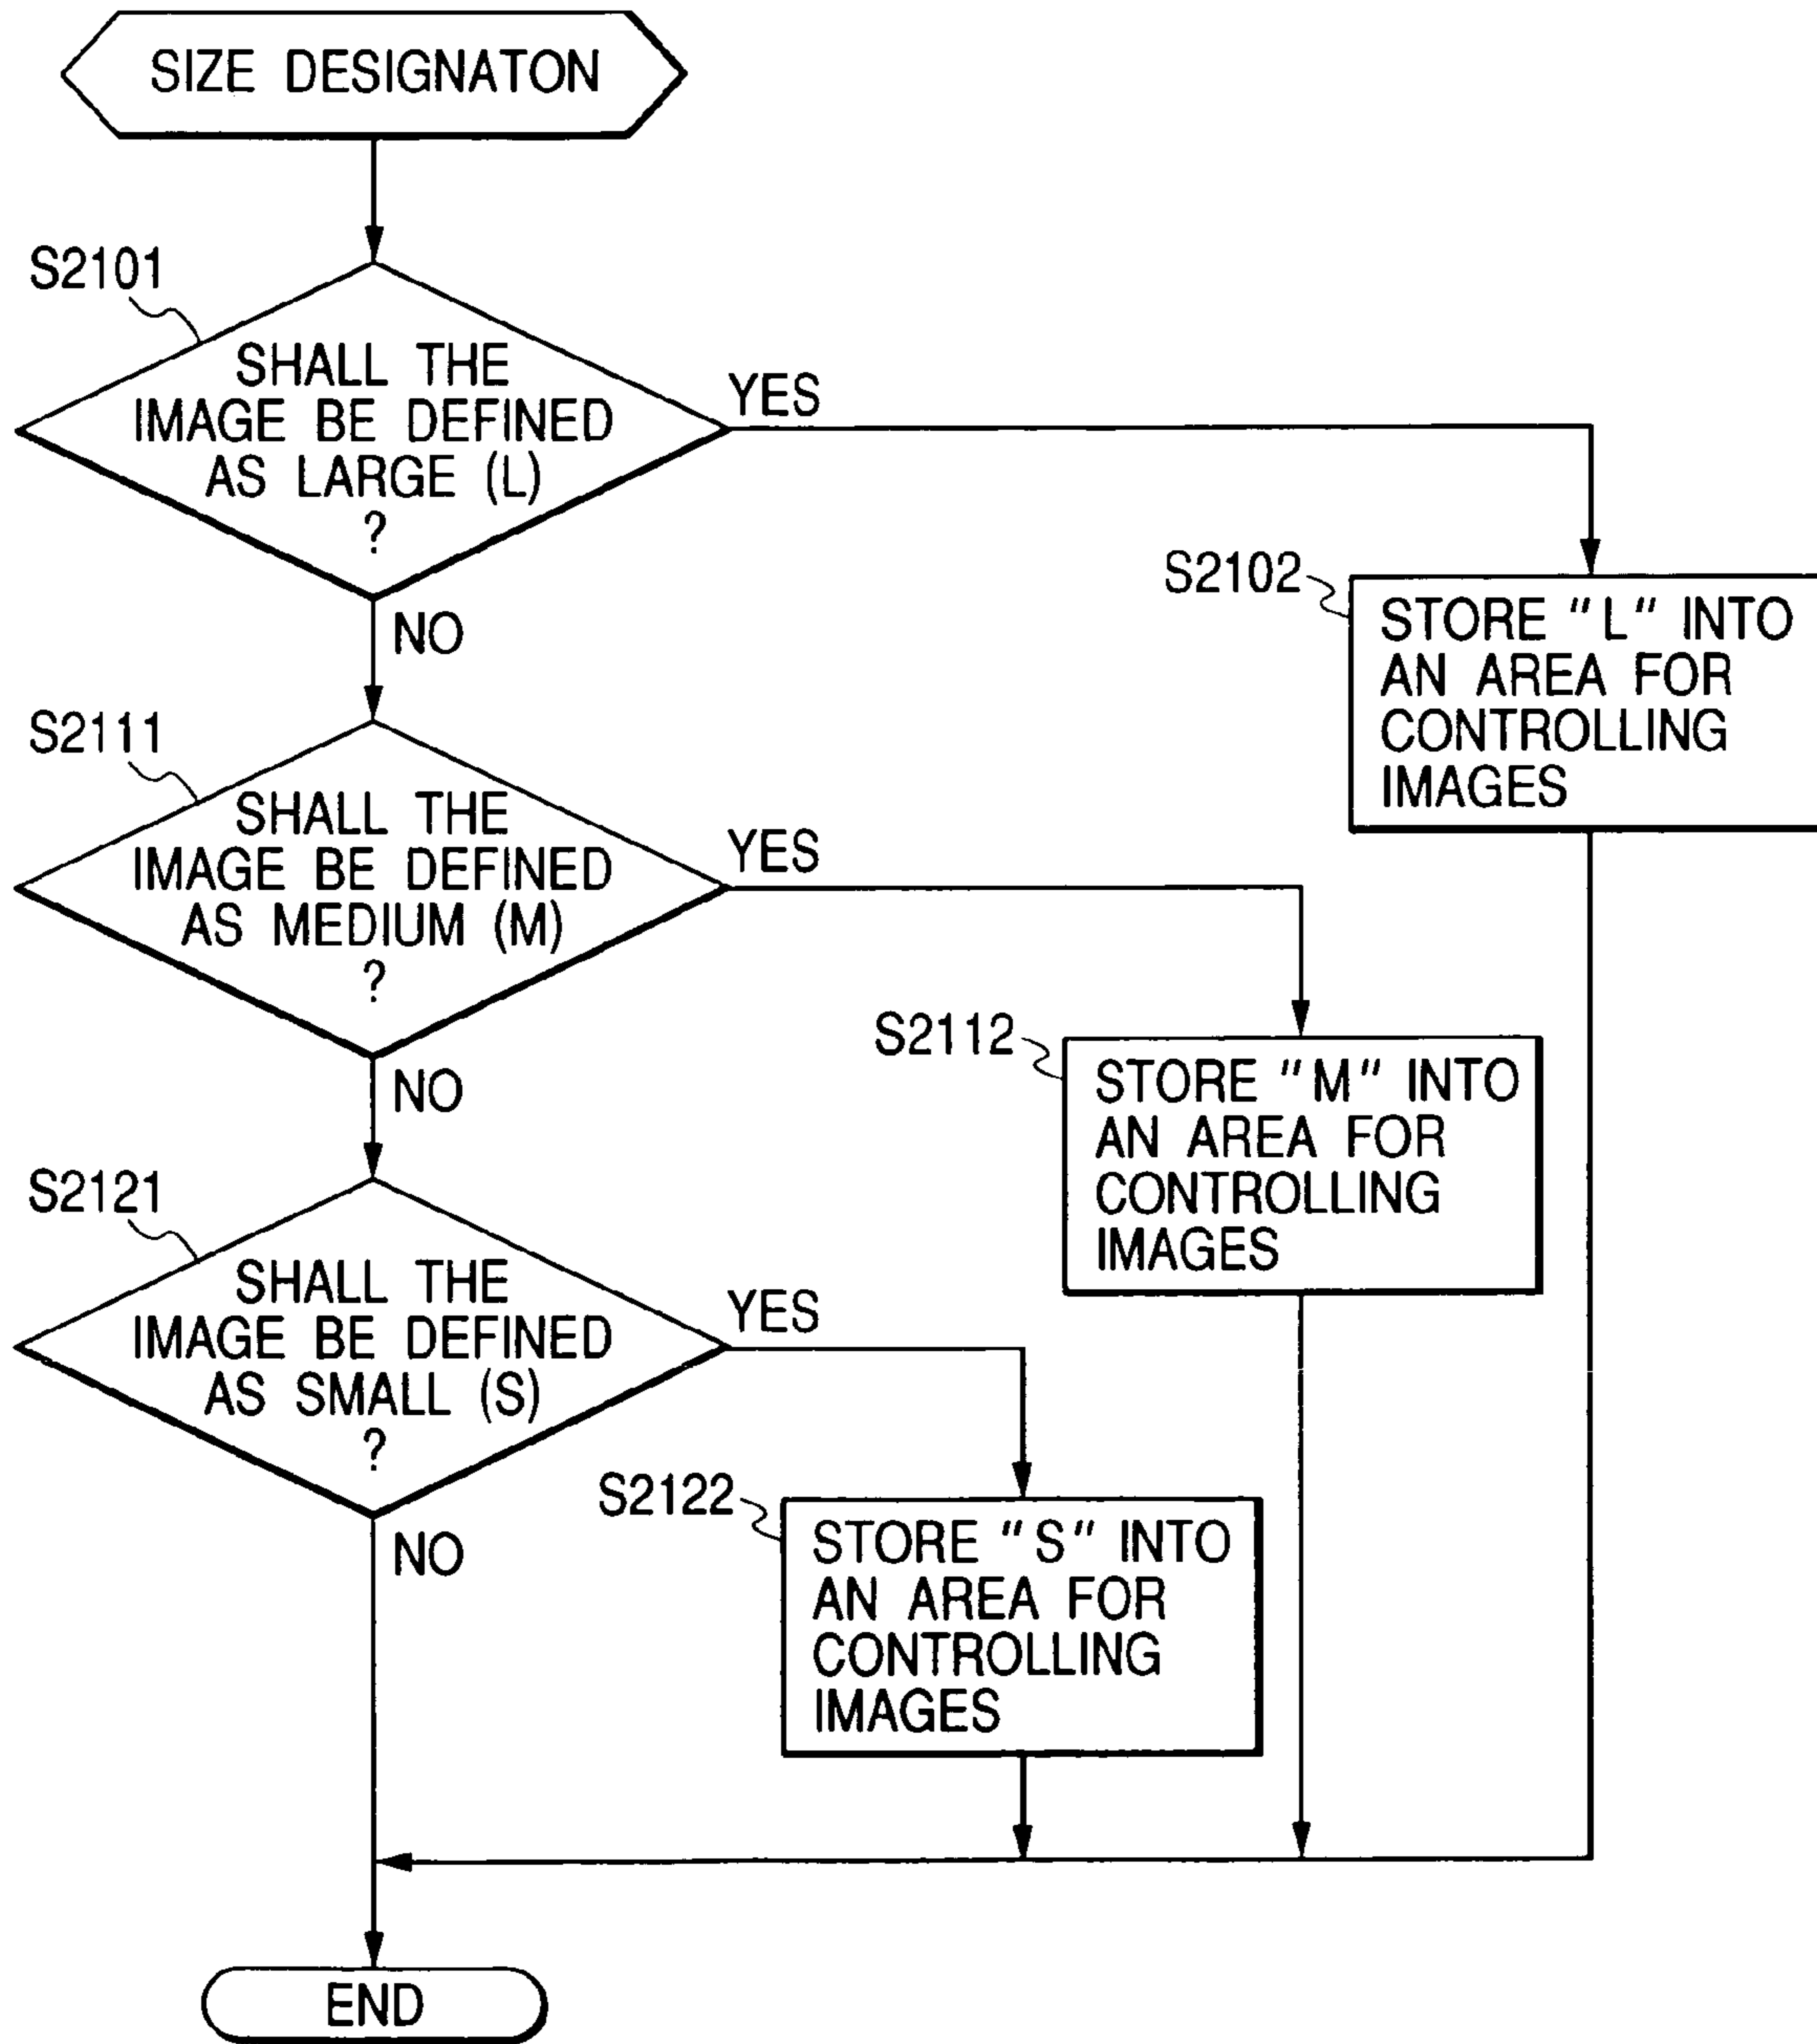 SIZE DESIGNATON
S2101
SHALL THE
IMAGE BE DEFINED
AS LARGE (L)
?
YES
NO
S2102
STORE "L" INTO
AN AREA FOR
CONTROLLING
IMAGES
S2111
SHALL THE
IMAGE BE DEFINED
AS MEDIUM (M)
?
YES
NO
S2112
STORE "M" INTO
AN AREA FOR
CONTROLLING
IMAGES
S2121
SHALL THE
IMAGE BE DEFINED
AS SMALL (S)
?
YES
NO
S2122
STORE "S" INTO
AN AREA FOR
CONTROLLING
IMAGES
END